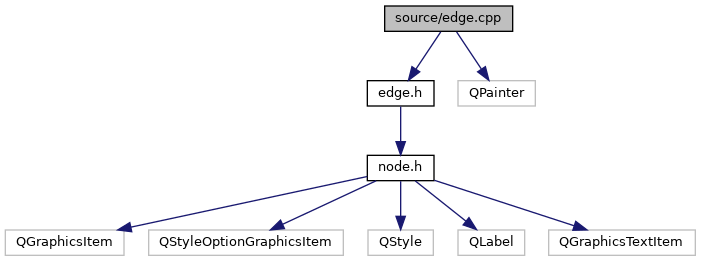 source/edge.cpp
edge.h
QPainter
node.h
QGraphicsItem
QStyleOptionGraphicsItem
QStyle
QLabel
QGraphicsTextItem